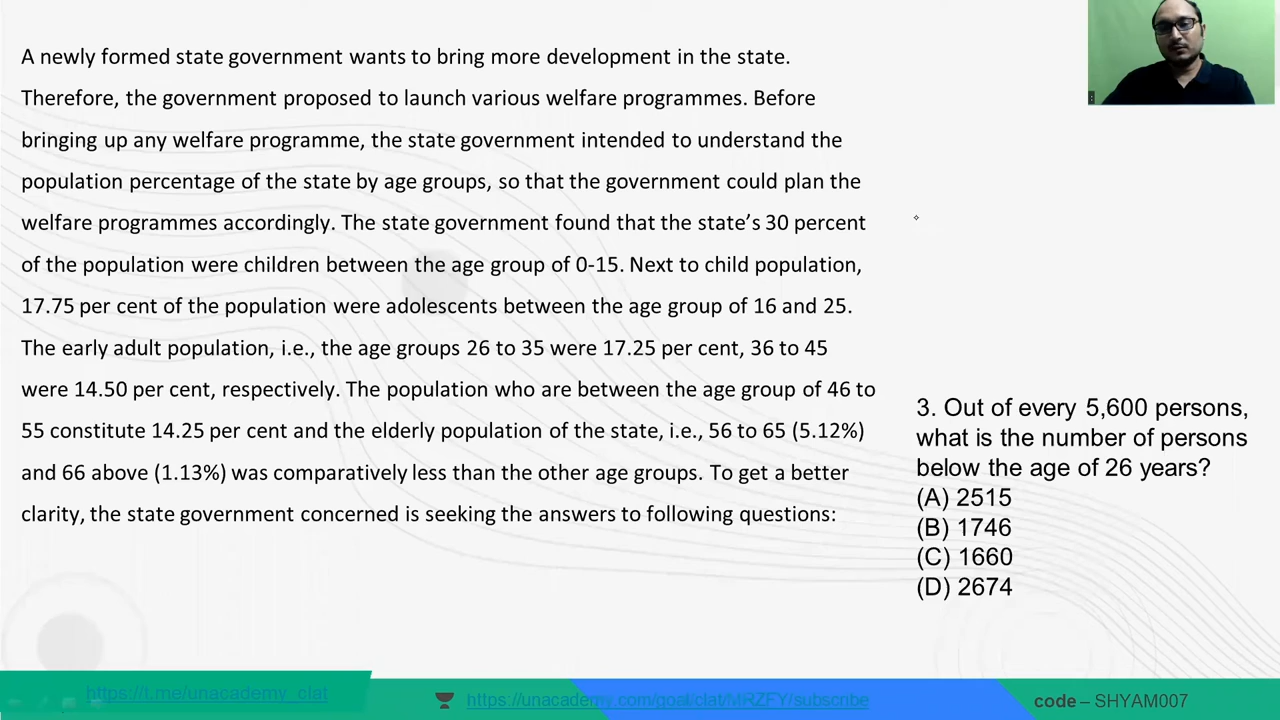 A newly formed state government wants to bring more development in the state.
Therefore, the government proposed to launch various welfare programmes. Before
bringing up any welfare programme, the state government intended to understand the
population percentage of the state by age groups, so that the government could plan the
welfare programmes accordingly. The state government found that the state's 30 percent
of the population were children between the age group of 0-15. Next to child population,
17.75 per cent of the population were adolescents between the age group of 16 and 25.
The early adult population, i.e., the age groups 26 to 35 were 17.25 per cent, 36 to 45
were 14.50 per cent, respectively. The population who are between the age group of 46 to
55 constitute 14.25 per cent and the elderly population of the state, i.e., 56 to 65 (5.12%)
and 66 above (1.13%) was comparatively less than the other age groups. To get a better
clarity, the state government concerned is seeking the answers to following questions:
3. Out of every 5,600 persons,
what is the number of persons
below the age of 26 years?
(A) 2515
(B) 1746
(C) 1660
(D) 2674
https://t.me/unacademy_clat
https://unacademy.com/goal/clat/MRZFY/subscribe
code – SHYAM007